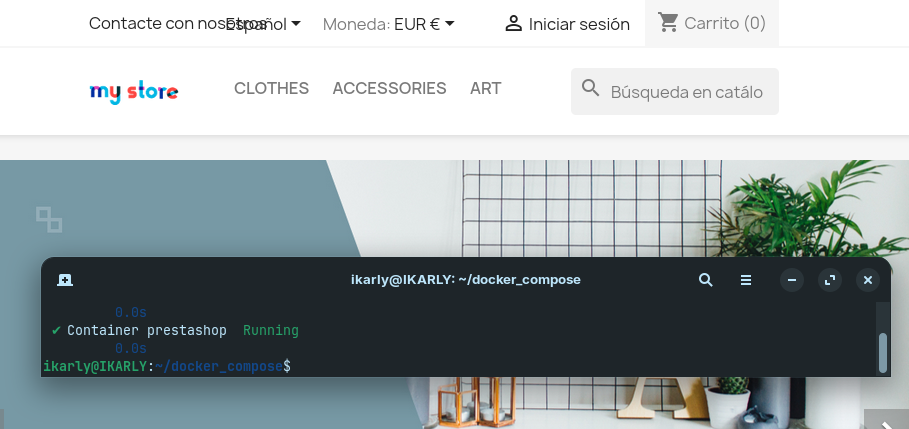 Contacte con nosotros Español Moneda: EUR € Iniciar sesión Carrito (0)
my store CLOTHES ACCESSORIES ART Búsqueda en catálo
ikarly@IKARLY: ~/docker_compose
0.0s
✔ Container prestashop Running
0.0s
ikarly@IKARLY:~/docker_compose$